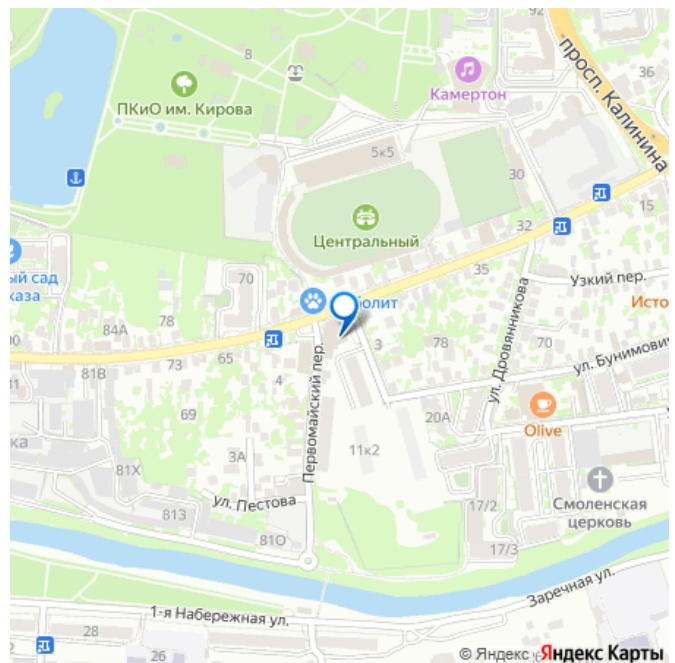 8
просп. Калинина
36
Камертон
ПКиО им. Кирова
5к5
30
15
32
Центральный
35
ый сад
каза
70
болит
Узкий пер.
Исто
84А
78
3
78
70
ул. Дровянникова
ул. Бунимович
73
65
81В
4
Первомайский пер.
69
20А
Olive
3А
11к2
81Х
ка
ул. Пестова
813
81О
17/2
Смоленская
церковь
17/3
Заречная ул.
1-я Набережная ул.
28
26
© Яндекс Яндекс Карты